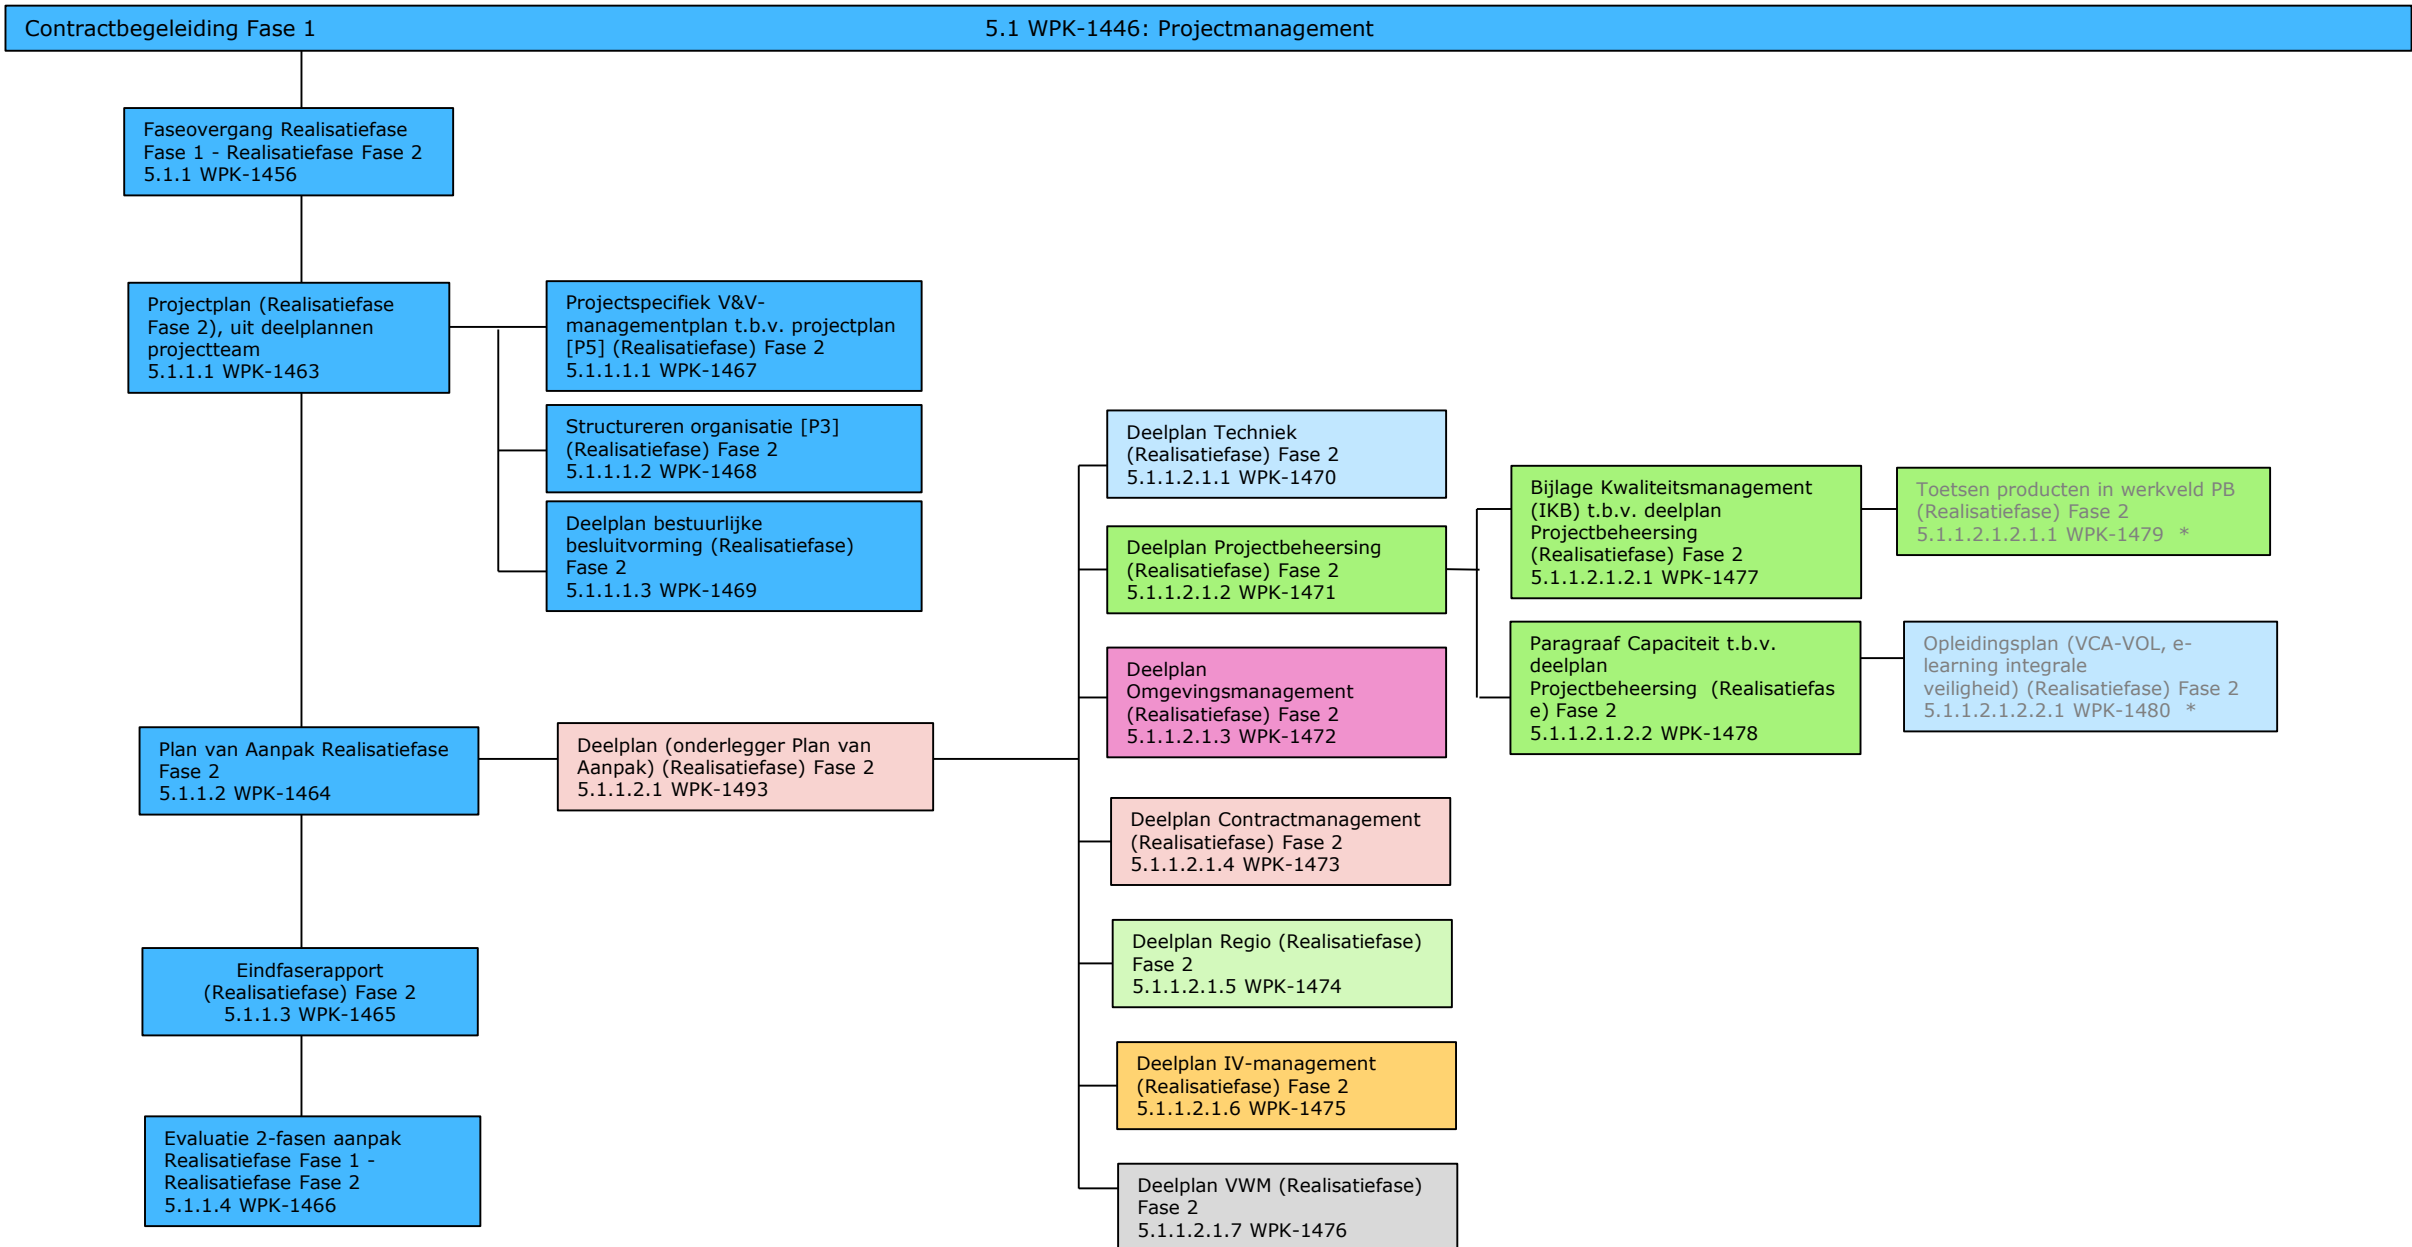 Contractbegeleiding Fase 1
5.1 WPK-1446: Projectmanagement
Faseovergang Realisatiefase
Fase 1 - Realisatiefase Fase 2
5.1.1 WPK-1456
Projectplan (Realisatiefase
Fase 2), uit deelplannen
projectteam
5.1.1.1 WPK-1463
Projectspecifiek V&V-
managementplan t.b.v. projectplan
[P5] (Realisatiefase) Fase 2
5.1.1.1.1 WPK-1467
Structureren organisatie [P3]
(Realisatiefase) Fase 2
5.1.1.1.2 WPK-1468
Deelplan bestuurlijke
besluitvorming (Realisatiefase)
Fase 2
5.1.1.1.3 WPK-1469
Plan van Aanpak Realisatiefase
Fase 2
5.1.1.2 WPK-1464
Deelplan (onderlegger Plan van
Aanpak) (Realisatiefase) Fase 2
5.1.1.2.1 WPK-1493
Deelplan Techniek
(Realisatiefase) Fase 2
5.1.1.2.1.1 WPK-1470
Deelplan Projectbeheersing
(Realisatiefase) Fase 2
5.1.1.2.1.2 WPK-1471
Bijlage Kwaliteitsmanagement
(IKB) t.b.v. deelplan
Projectbeheersing
(Realisatiefase) Fase 2
5.1.1.2.1.2.1 WPK-1477
Toetsen producten in werkveld PB
(Realisatiefase) Fase 2
5.1.1.2.1.2.1.1 WPK-1479  *
Paragraaf Capaciteit t.b.v.
deelplan
Projectbeheersing  (Realisatiefas
e) Fase 2
5.1.1.2.1.2.2 WPK-1478
Opleidingsplan (VCA-VOL, e-
learning integrale
veiligheid) (Realisatiefase) Fase 2
5.1.1.2.1.2.2.1 WPK-1480  *
Deelplan
Omgevingsmanagement
(Realisatiefase) Fase 2
5.1.1.2.1.3 WPK-1472
Deelplan Contractmanagement
(Realisatiefase) Fase 2
5.1.1.2.1.4 WPK-1473
Deelplan Regio (Realisatiefase)
Fase 2
5.1.1.2.1.5 WPK-1474
Deelplan IV-management
(Realisatiefase) Fase 2
5.1.1.2.1.6 WPK-1475
Deelplan VWM (Realisatiefase)
Fase 2
5.1.1.2.1.7 WPK-1476
Eindfaserapport
(Realisatiefase) Fase 2
5.1.1.3 WPK-1465
Evaluatie 2-fasen aanpak
Realisatiefase Fase 1 -
Realisatiefase Fase 2
5.1.1.4 WPK-1466